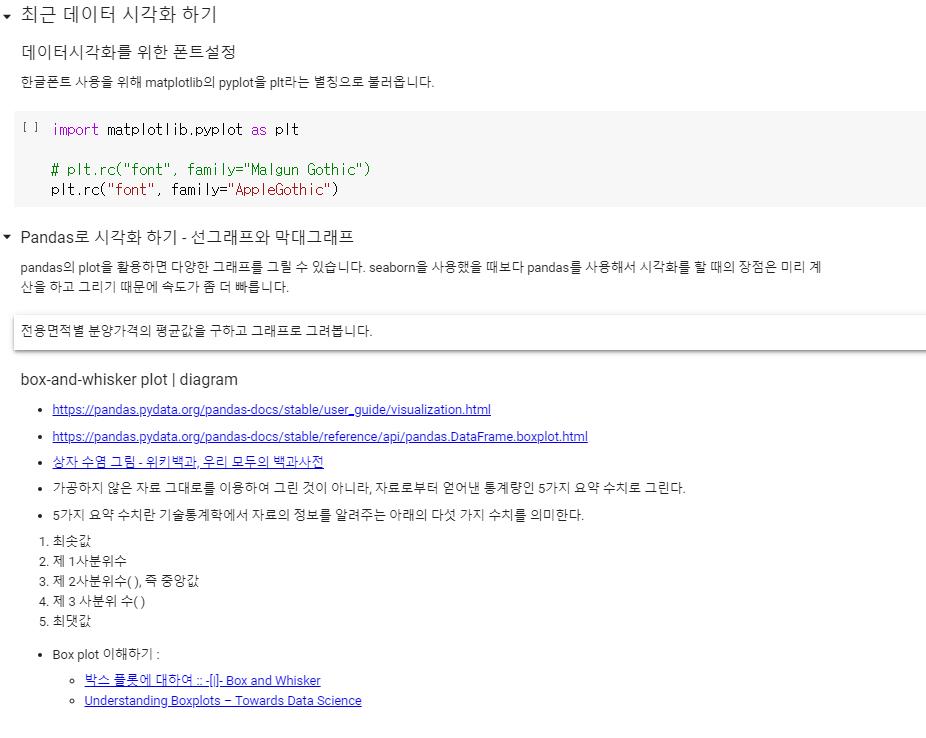 최근 데이터 시각화 하기
데이터시각화를 위한 폰트설정
한글폰트 사용을 위해 matplotlib의 pyplot을 plt라는 별칭으로 불러옵니다.
[ ] import matplotlib.pyplot as plt
# plt.rc("font", family="Malgun Gothic")
plt.rc("font", family="AppleGothic")
Pandas로 시각화 하기 - 선그래프와 막대그래프
pandas의 plot을 활용하면 다양한 그래프를 그릴 수 있습니다. seaborn을 사용했을 때보다 pandas를 사용해서 시각화를 할 때의 장점은 미리 계
산을 하고 그리기 때문에 속도가 좀 더 빠릅니다.
전용면적별 분양가격의 평균값을 구하고 그래프로 그려봅니다.
box-and-whisker plot | diagram
• https://pandas.pydata.org/pandas-docs/stable/user_guide/visualization.html
• https://pandas.pydata.org/pandas-docs/stable/reference/api/pandas.DataFrame.boxplot.html
• 상자 수염 그림 - 위키백과, 우리 모두의 백과사전
• 가공하지 않은 자료 그대로를 이용하여 그린 것이 아니라, 자료로부터 얻어낸 통계량인 5가지 요약 수치로 그린다.
• 5가지 요약 수치란 기술통계학에서 자료의 정보를 알려주는 아래의 다섯 가지 수치를 의미한다.
1. 최솟값
2. 제 1사분위수
3. 제 2사분위수( ), 즉 중앙값
4. 제 3 사분위 수( )
5. 최댓값
• Box plot 이해하기 :
◦ 박스 플롯에 대하여 :: -[|]- Box and Whisker
◦ Understanding Boxplots – Towards Data Science